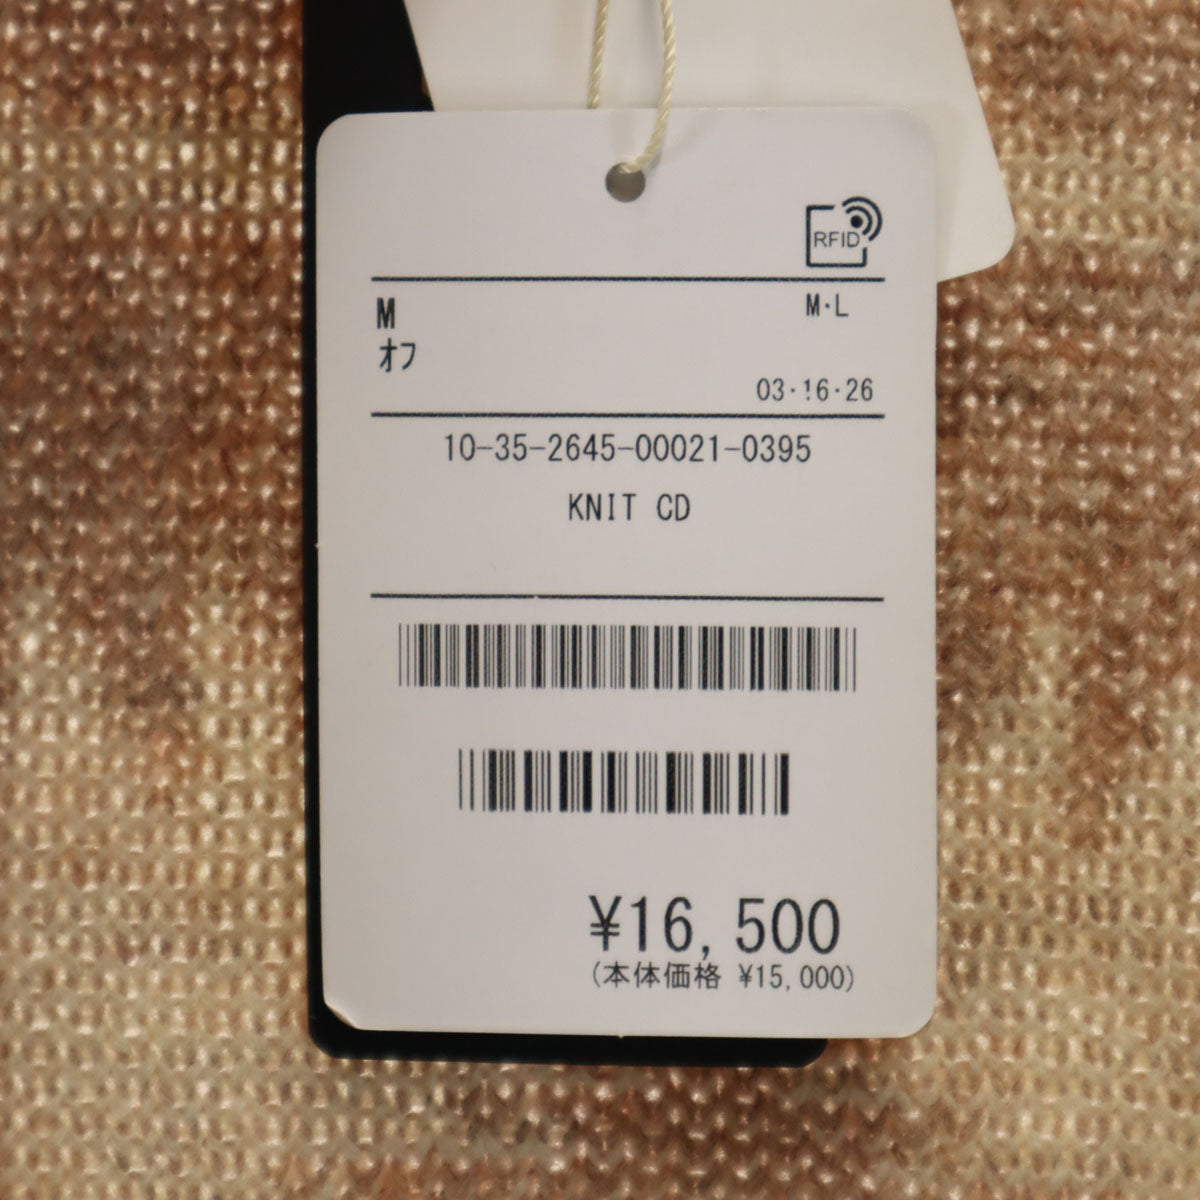 RFID
M M·L
オフ
03·16·26
10-35-2645-00021-0395
KNIT CD
¥16,500
(本体価格 ¥15,000)